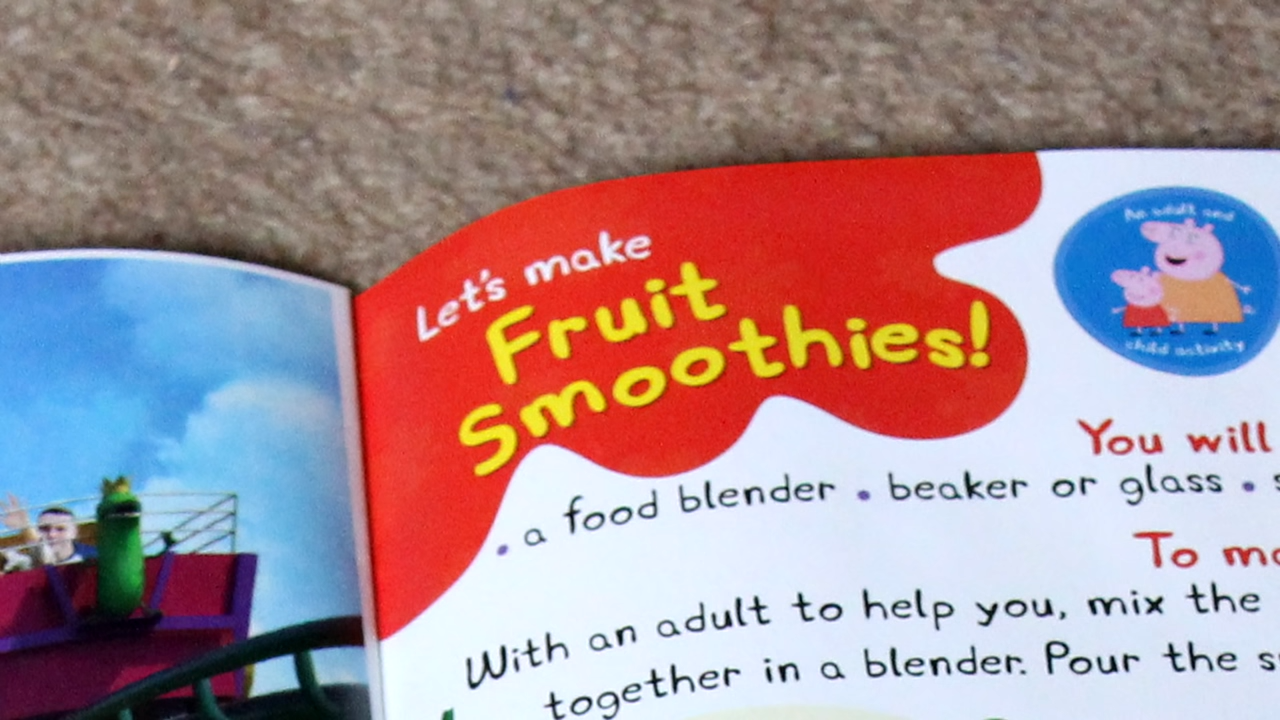 Let's make
Fruit
Smoothies!
An adult and
child activity
You will
• a food blender • beaker or glass •
To
With an adult to help you, mix the
together in a blender. Pour the